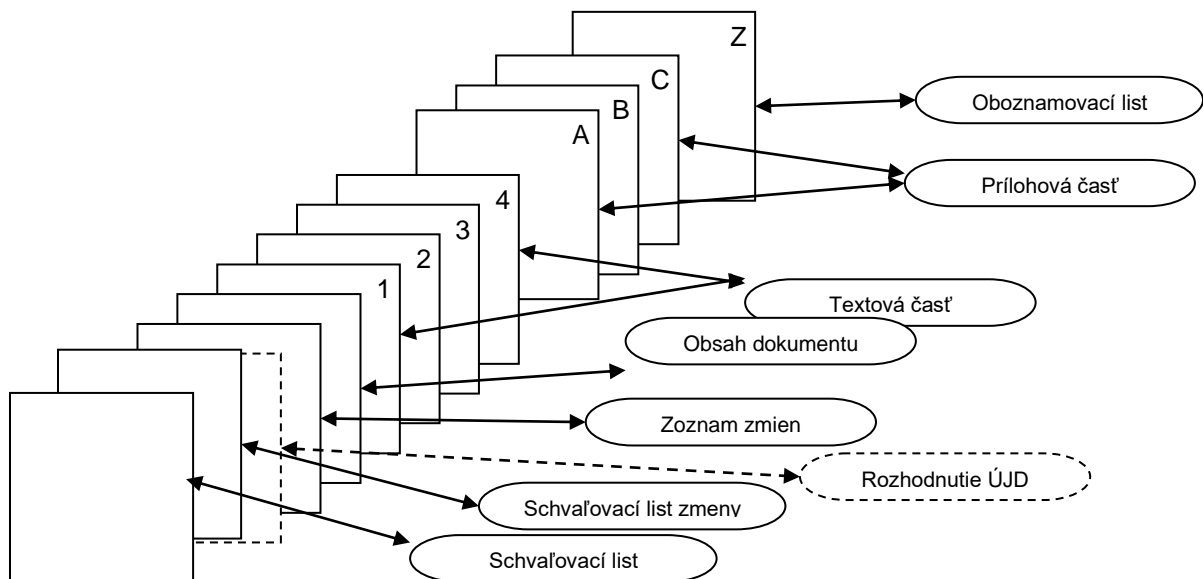 Z
C
B
A
4
3
2
1
Oboznamovací list
Prílohová časť
Textová časť
Obsah dokumentu
Zoznam zmien
Rozhodnutie ÚJD
Schvaľovací list zmenv
Schvaľovací list